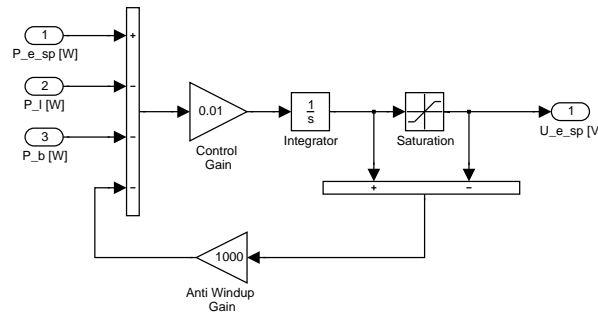 1
P_e_sp [W]
2
P_l [W]
3
P_b [W]
+
−
−
−
0.01
Control
Gain
1
s
Integrator
Saturation
1
U_e_sp [V
+
−
1000
Anti Windup
Gain